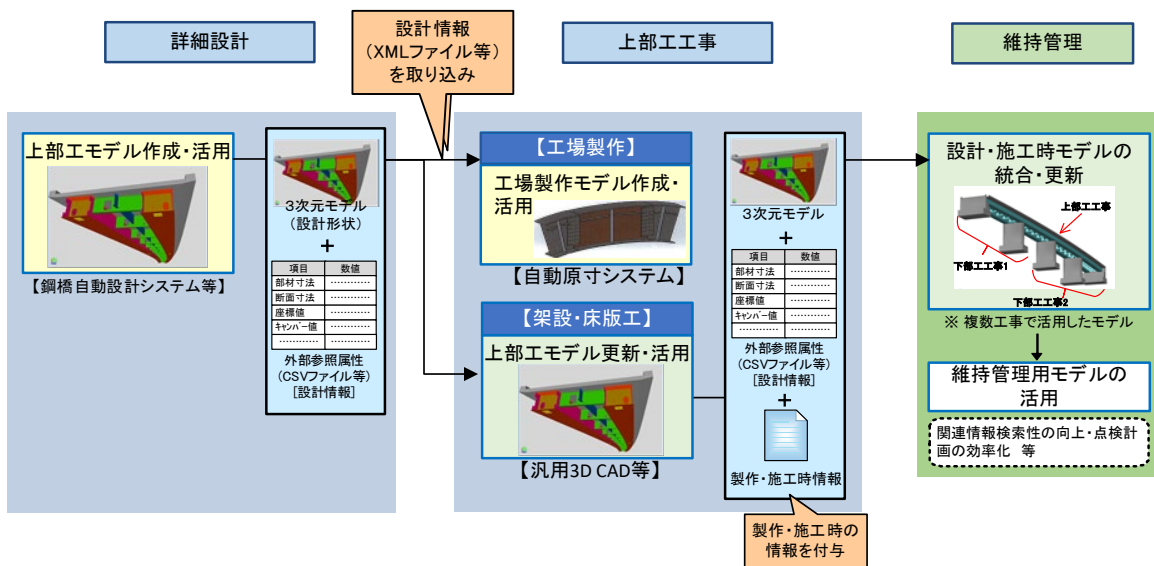 詳細設計
設計情報
（XMLファイル等）
を取り込み
上部工工事
維持管理
上部工モデル作成・活用
【鋼橋自動設計システム等】
3次元モデル
（設計形状）
+
項目 数値
部材寸法 …………
断面寸法 …………
座標値 …………
ｷｬﾝﾊﾞｰ値 …………
………… …………
外部参照属性
（CSVファイル等）
[設計情報]
【工場製作】
工場製作モデル作成・
活用
【自動原寸システム】
【架設・床版工】
上部工モデル更新・活用
【汎用3D CAD等】
3次元モデル
+
項目 数値
部材寸法 …………
断面寸法 …………
座標値 …………
ｷｬﾝﾊﾞｰ値 …………
………… …………
外部参照属性
（CSVファイル等）
[設計情報]
+
製作・施工時情報
製作・施工時の
情報を付与
設計・施工時モデルの
統合・更新
上部工工事
下部工工事1
下部工工事2
※ 複数工事で活用したモデル
維持管理用モデルの
活用
関連情報検索性の向上・点検計
画の効率化 等